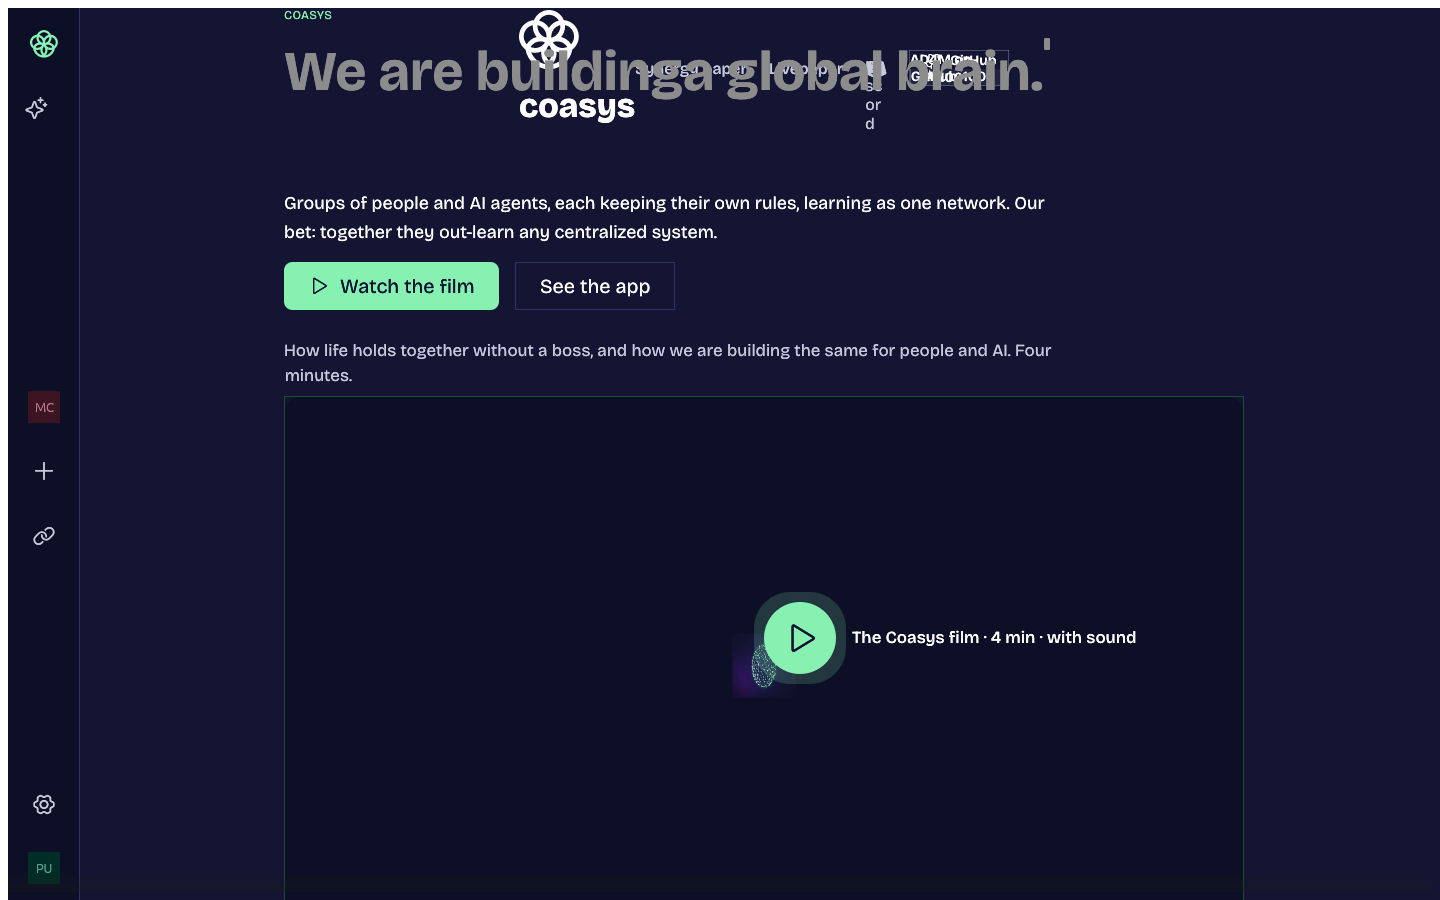 COASYS
We are building a global brain.
coasys
Groups of people and AI agents, each keeping their own rules, learning as one network. Our
bet: together they out-learn any centralized system.
Watch the film
See the app
How life holds together without a boss, and how we are building the same for people and AI. Four
minutes.
MC
The Coasys film · 4 min · with sound
PU